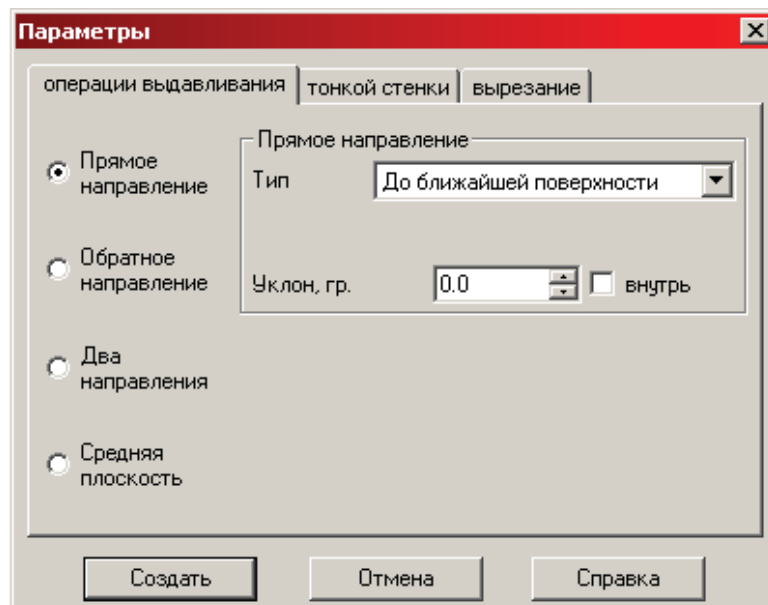 Параметры
операции выдавливания
тонкой стенки
вырезание
Прямое
направление
Обратное
направление
Два
направления
Средняя
плоскость
Прямое направление
Тип
До ближайшей поверхности
Уклон, гр.
0.0
внутрь
Создать
Отмена
Справка